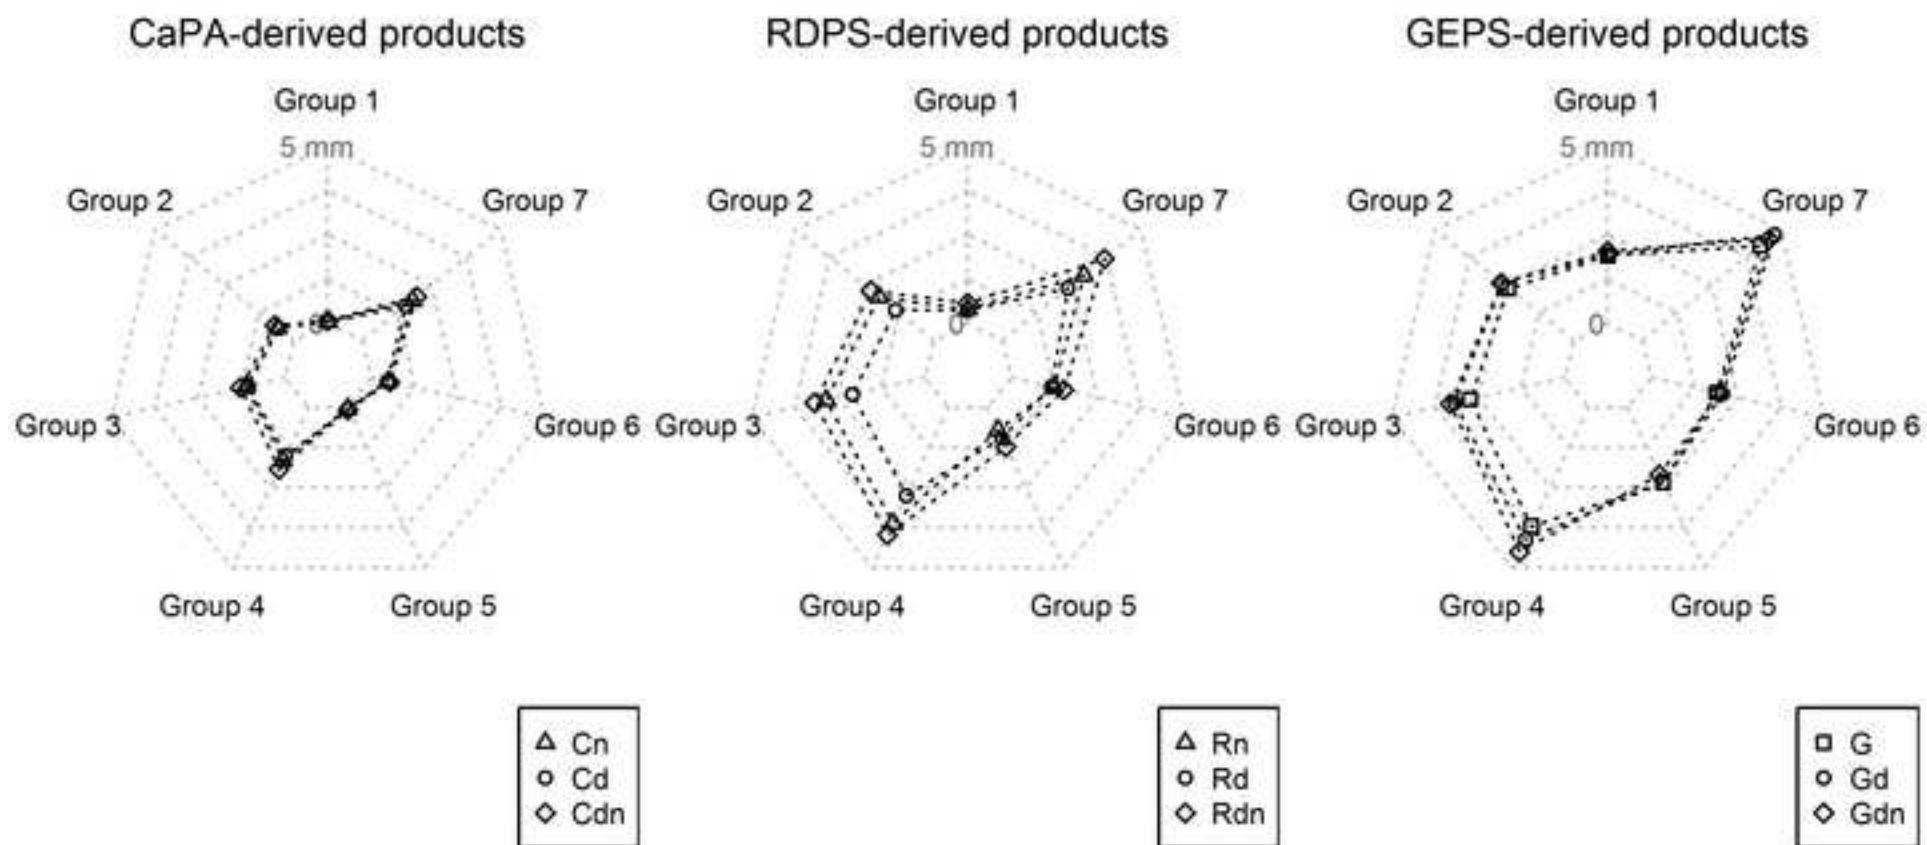 CaPA-derived products
RDPS-derived products
GEPS-derived products
Group 1
5 mm
Group 2
Group 7
0
Group 3
Group 6
Group 4
Group 5
Cn
Cd
Cdn
Group 1
5 mm
Group 2
Group 7
0
Group 3
Group 6
Group 4
Group 5
Rn
Rd
Rdn
Group 1
5 mm
Group 2
Group 7
0
Group 3
Group 6
Group 4
Group 5
G
Gd
Gdn